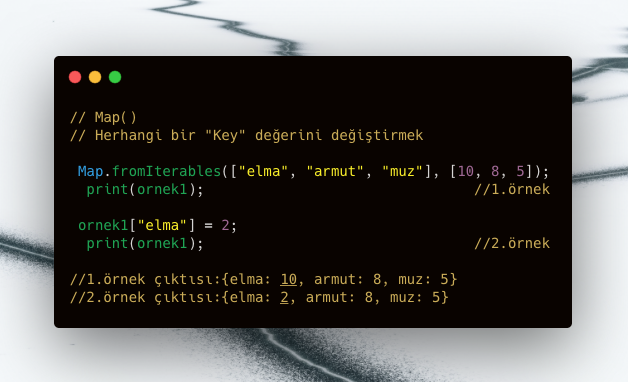 // Map()
// Herhangi bir "Key" değerini değiştirmek
Map.fromIterables(["elma", "armut", "muz"], [10, 8, 5]);
print(ornek1); //1.örnek
ornek1["elma"] = 2;
print(ornek1); //2.örnek
//1.örnek çıktısı:{elma: 10, armut: 8, muz: 5}
//2.örnek çıktısı:{elma: 2, armut: 8, muz: 5}